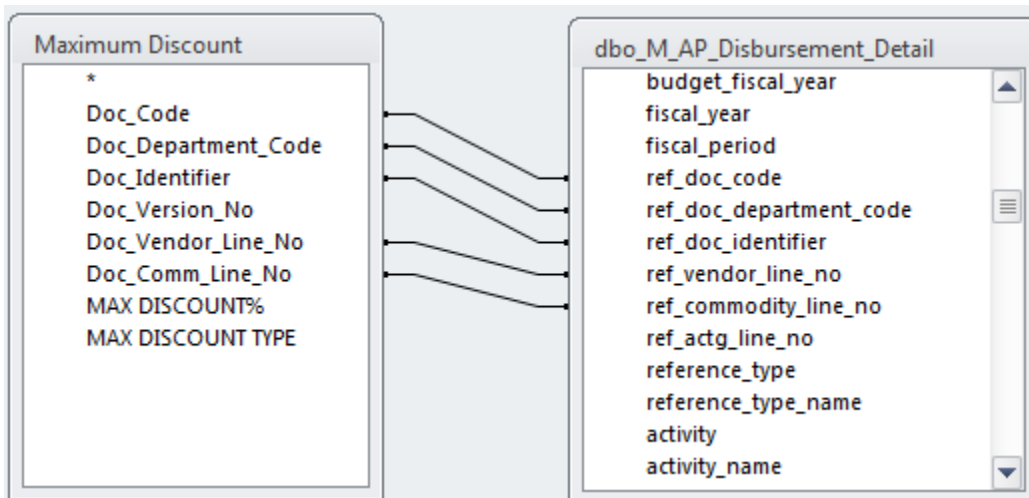 Maximum Discount
*
Doc_Code
Doc_Department_Code
Doc_Identifier
Doc_Version_No
Doc_Vendor_Line_No
Doc_Comm_Line_No
MAX DISCOUNT%
MAX DISCOUNT TYPE
dbo_M_AP_Disbursement_Detail
budget_fiscal_year
fiscal_year
fiscal_period
ref_doc_code
ref_doc_department_code
ref_doc_identifier
ref_vendor_line_no
ref_commodity_line_no
ref_actg_line_no
reference_type
reference_type_name
activity
activity_name